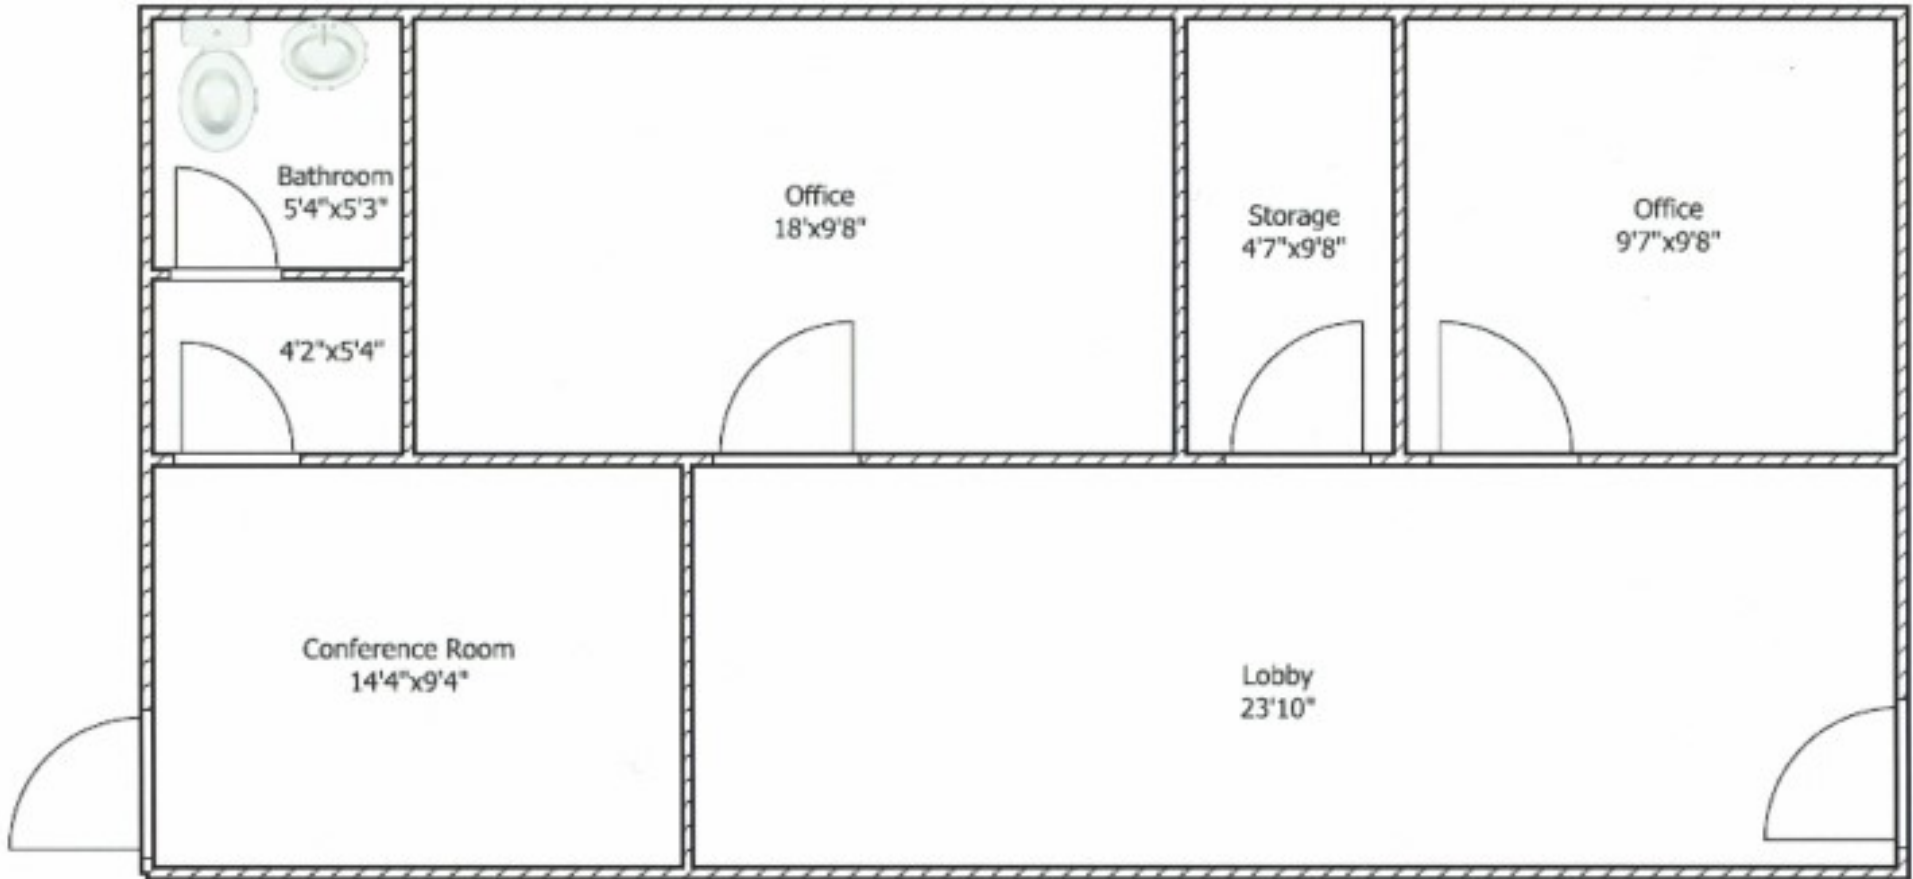 Bathroom
5'4"x5'3"
Office
18'x9'8"
Storage
4'7"x9'8"
Office
9'7"x9'8"
4'2"x5'4"
Conference Room
14'4"x9'4"
Lobby
23'10"